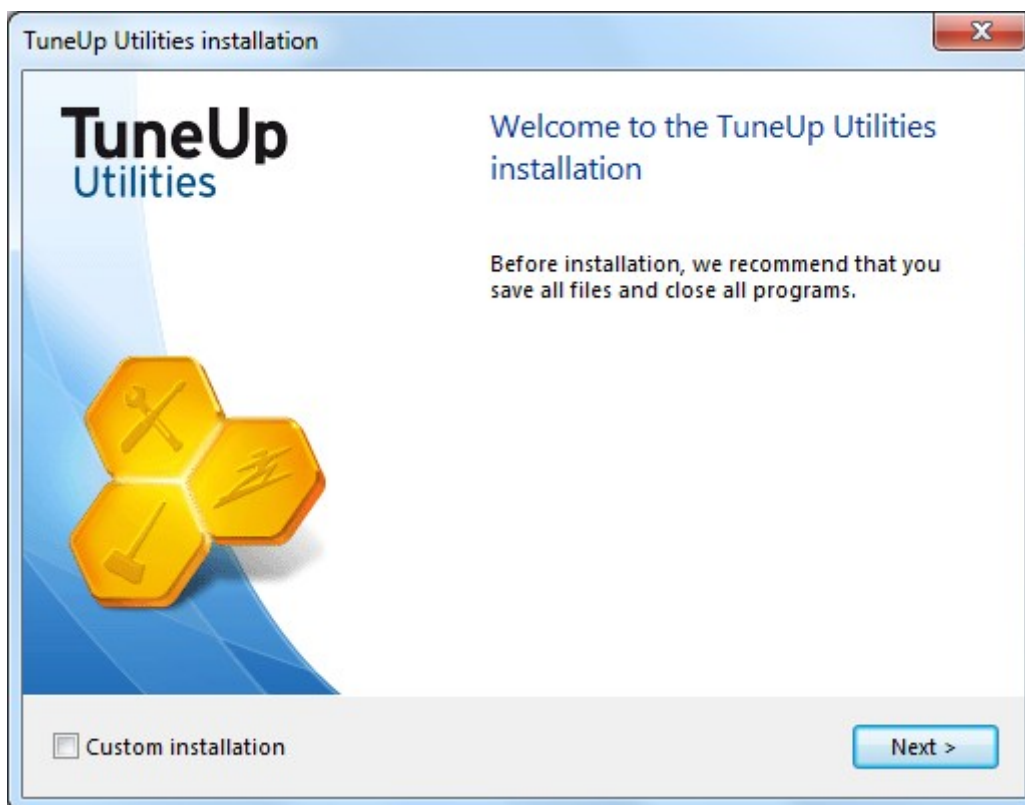 TuneUp Utilities installation
TuneUp
Utilities
Welcome to the TuneUp Utilities
installation
Before installation, we recommend that you
save all files and close all programs.
Custom installation
Next >